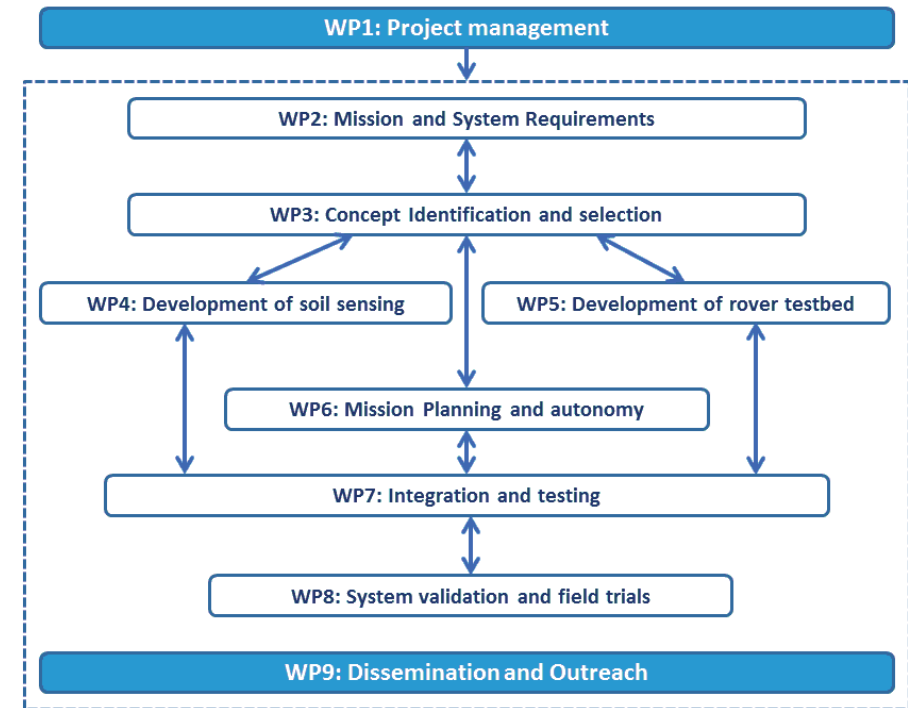 WP1: Project management
WP2: Mission and System Requirements
WP3: Concept Identification and selection
WP4: Development of soil sensing
WP5: Development of rover testbed
WP6: Mission Planning and autonomy
WP7: Integration and testing
WP8: System validation and field trials
WP9: Dissemination and Outreach